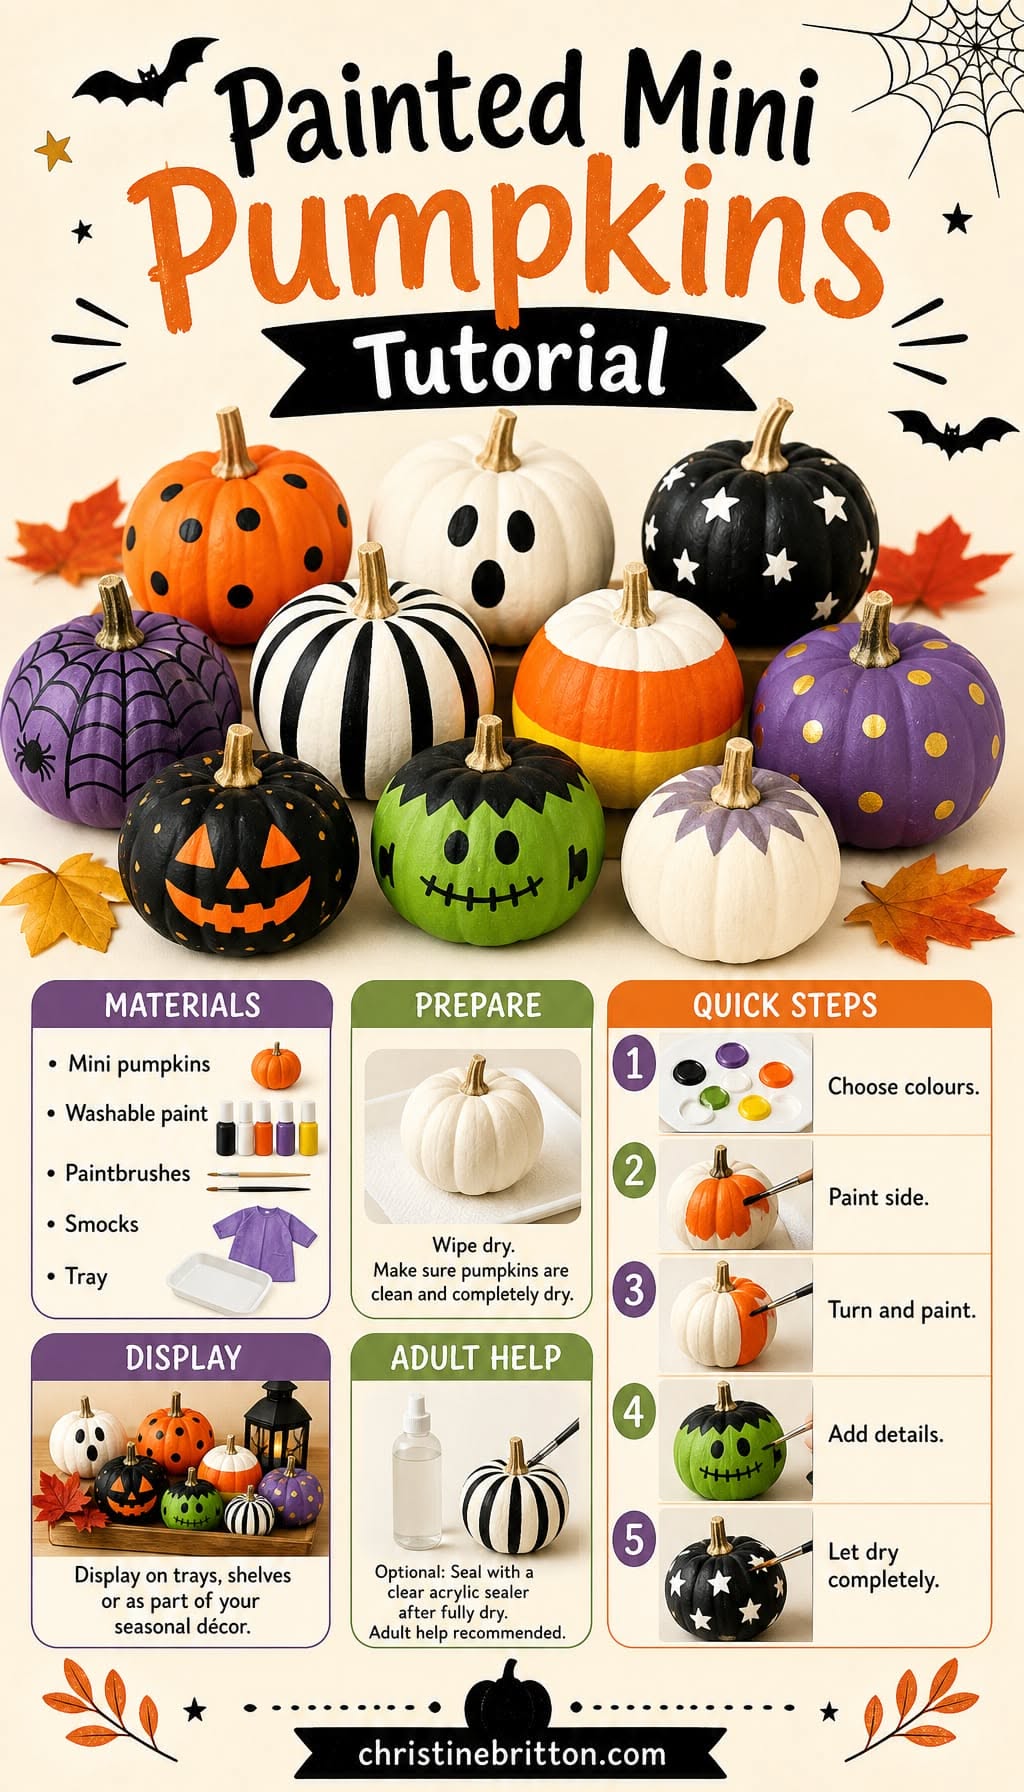 Painted Mini
Pumpkins
Tutorial
MATERIALS
• Mini pumpkins
• Washable paint
• Paintbrushes
• Smocks
• Tray
PREPARE
Wipe dry.
Make sure pumpkins are
clean and completely dry.
QUICK STEPS
1
Choose colours.
2
Paint side.
3
Turn and paint.
4
Add details.
5
Let dry
completely.
DISPLAY
Display on trays, shelves
or as part of your
seasonal décor.
ADULT HELP
Optional: Seal with a
clear acrylic sealer
after fully dry.
Adult help recommended.
christinebritton.com